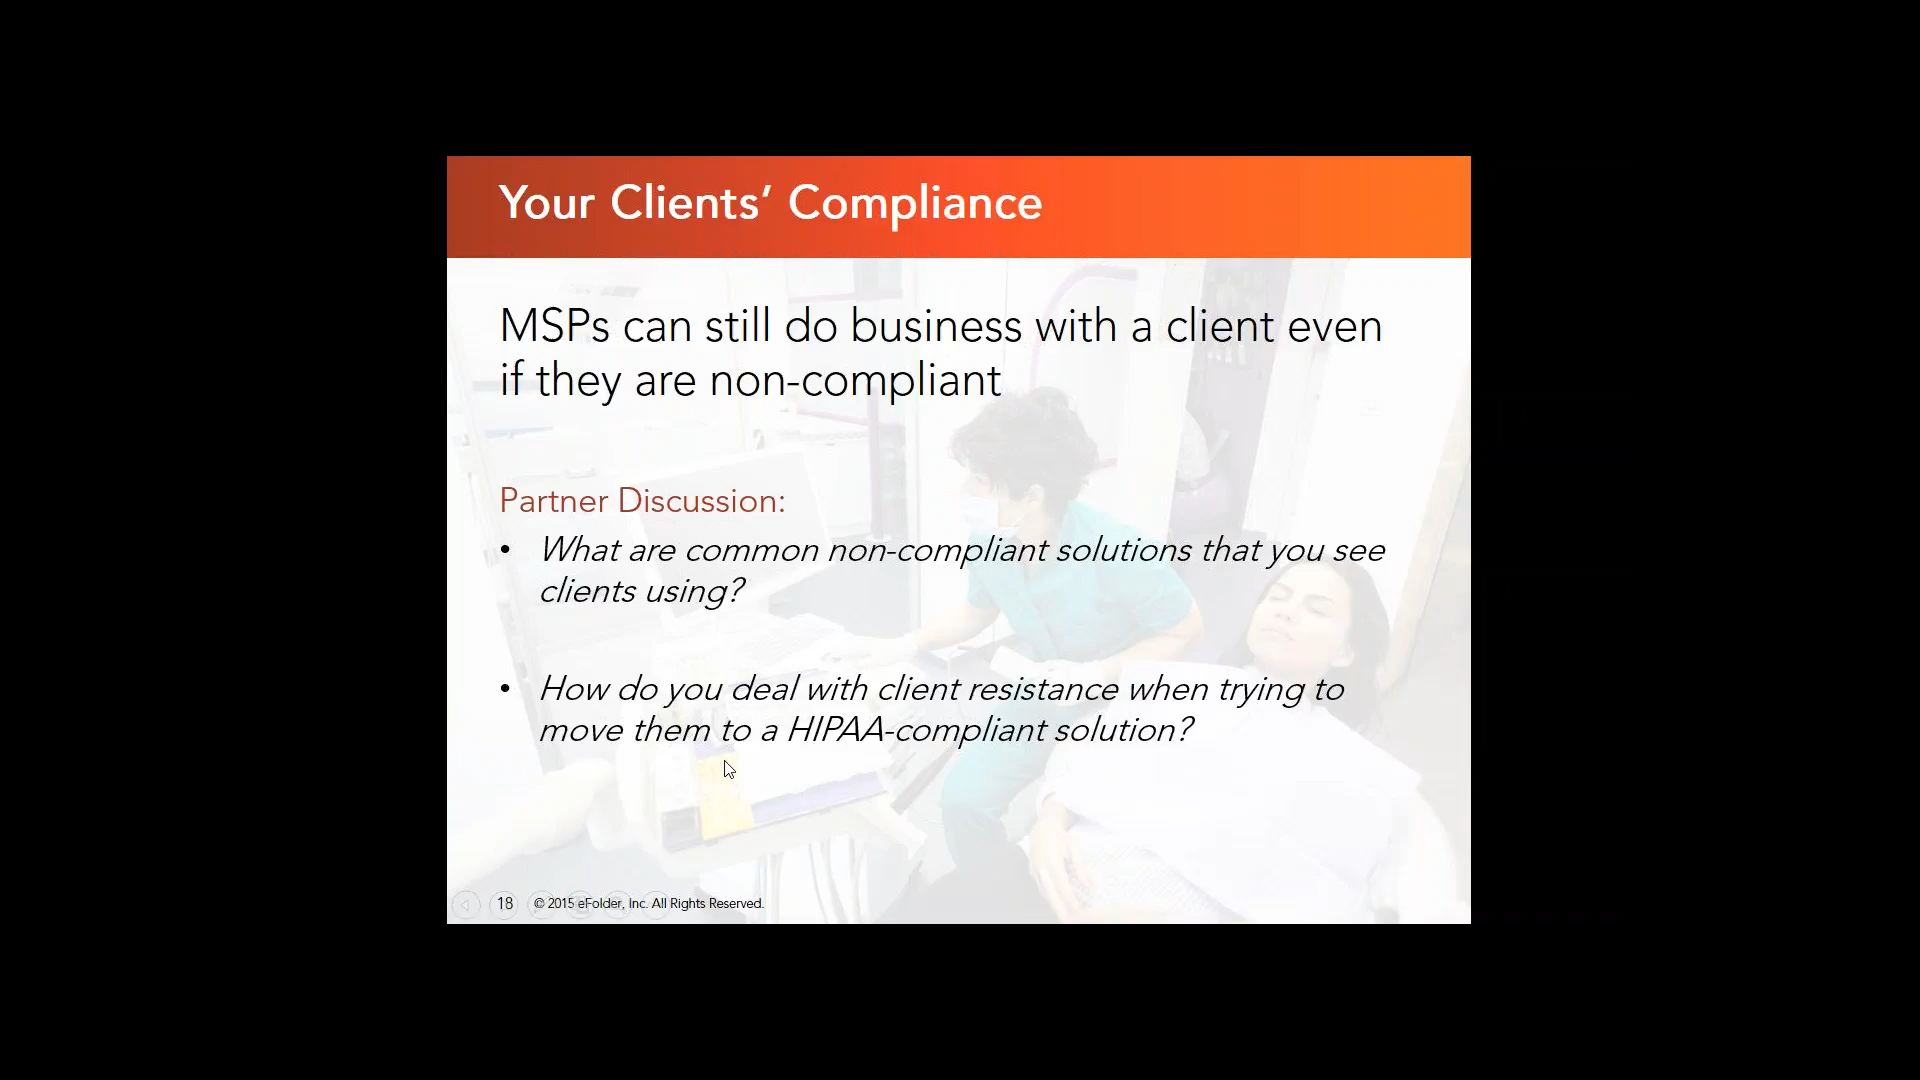 Your Clients’ Compliance
MSPs can still do business with a client even
if they are non-compliant
Partner Discussion:
• What are common non-compliant solutions that you see
clients using?
• How do you deal with client resistance when trying to
move them to a HIPAA-compliant solution?
18 © 2015 eFolder, Inc. All Rights Reserved.